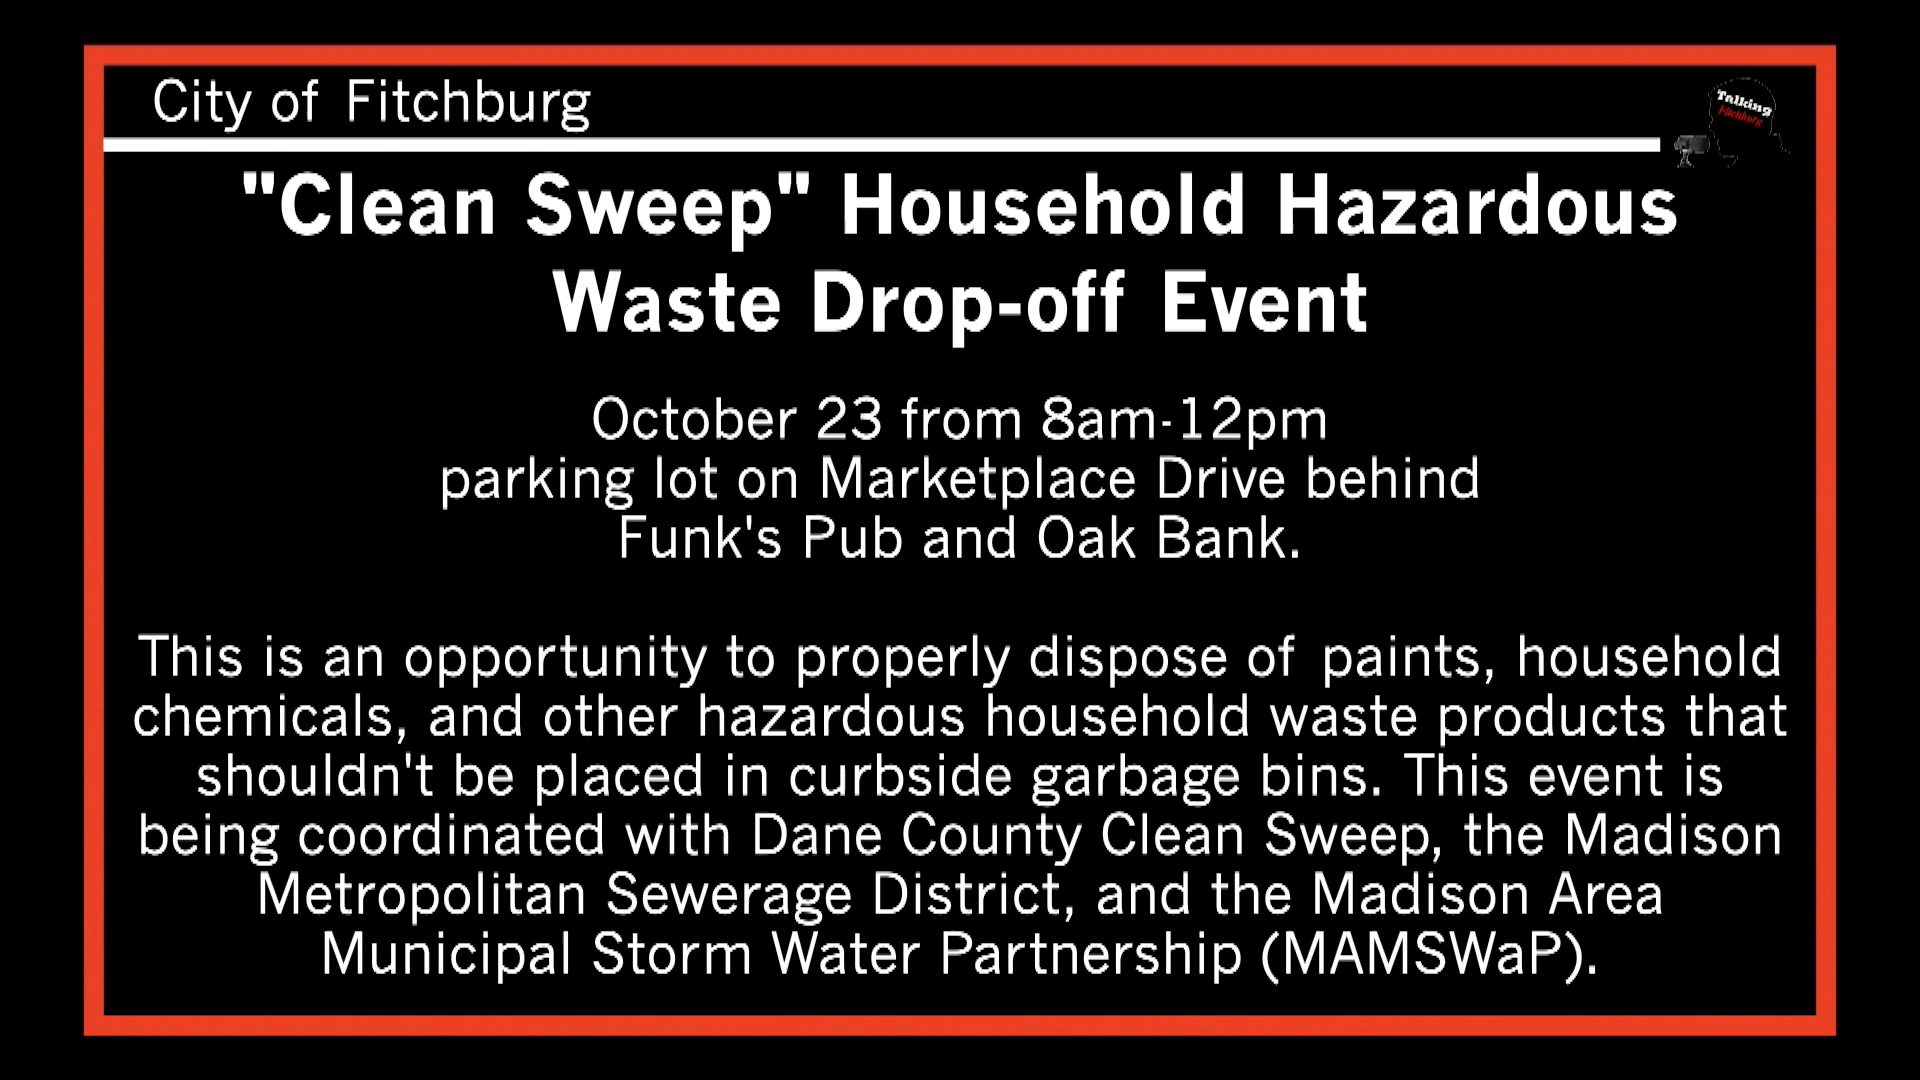 City of Fitchburg
Talking
Fitchburg
"Clean Sweep" Household Hazardous
Waste Drop-off Event
October 23 from 8am-12pm
parking lot on Marketplace Drive behind
Funk's Pub and Oak Bank.
This is an opportunity to properly dispose of paints, household
chemicals, and other hazardous household waste products that
shouldn't be placed in curbside garbage bins. This event is
being coordinated with Dane County Clean Sweep, the Madison
Metropolitan Sewerage District, and the Madison Area
Municipal Storm Water Partnership (MAMSWaP).